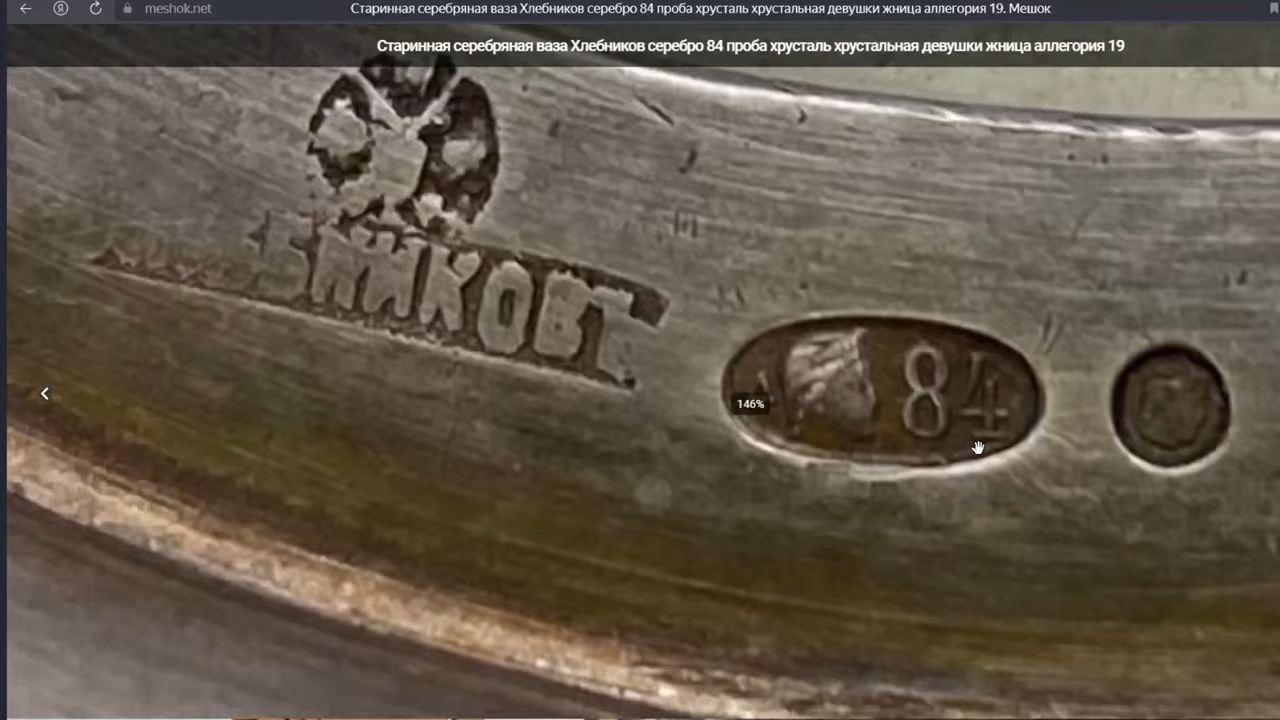 meshok.net
Старинная серебряная ваза Хлебников серебро 84 проба хрусталь хрустальная девушки жница аллегория 19. Мешок
Старинная серебряная ваза Хлебников серебро 84 проба хрусталь хрустальная девушки жница аллегория 19
84
146%